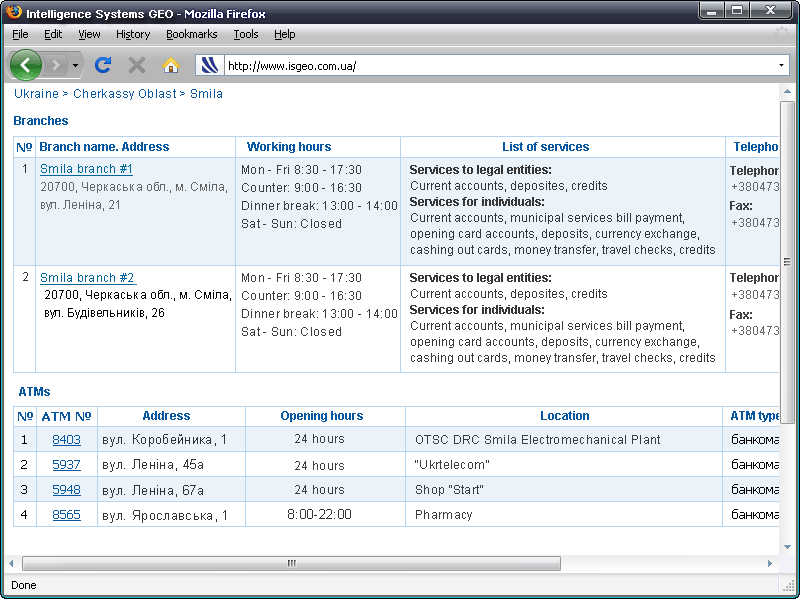 Intelligence Systems GEO - Mozilla Firefox
File Edit View History Bookmarks Tools Help
http://www.isgeo.com.ua/
Ukraine > Cherkassy Oblast > Smila
Branches
№ Branch name. Address Working hours List of services Telepho
1 Smila branch #1 Mon - Fri 8:30 - 17:30 Services to legal entities: Telephon
20700, Черкаська обл., м. Сміла, Counter: 9:00 - 16:30 Current accounts, deposites, credits +380473
вул. Леніна, 21 Dinner break: 13:00 - 14:00 Services for individuals: Fax:
Sat - Sun: Closed Current accounts, municipal services bill payment, +380473
opening card accounts, deposits, currency exchange,
cashing out cards, money transfer, travel checks, credits
2 Smila branch #2 Mon - Fri 8:30 - 17:30 Services to legal entities: Telephon
20700, Черкаська обл., м. Сміла, Counter: 9:00 - 16:30 Current accounts, deposites, credits +380473
вул. Будівельників, 26 Dinner break: 13:00 - 14:00 Services for individuals: Fax:
Sat - Sun: Closed Current accounts, municipal services bill payment, +380473
opening card accounts, deposits, currency exchange,
cashing out cards, money transfer, travel checks, credits
ATMs
№ ATM № Address Opening hours Location ATM type
1 8403 вул. Коробейника, 1 24 hours OTSC DRC Smila Electromechanical Plant банкома
2 5937 вул. Леніна, 45а 24 hours "Ukrtelecom" банкома
3 5948 вул. Леніна, 67а 24 hours Shop "Start" банкома
4 8565 вул. Ярославська, 1 8:00-22:00 Pharmacy банкома
Done